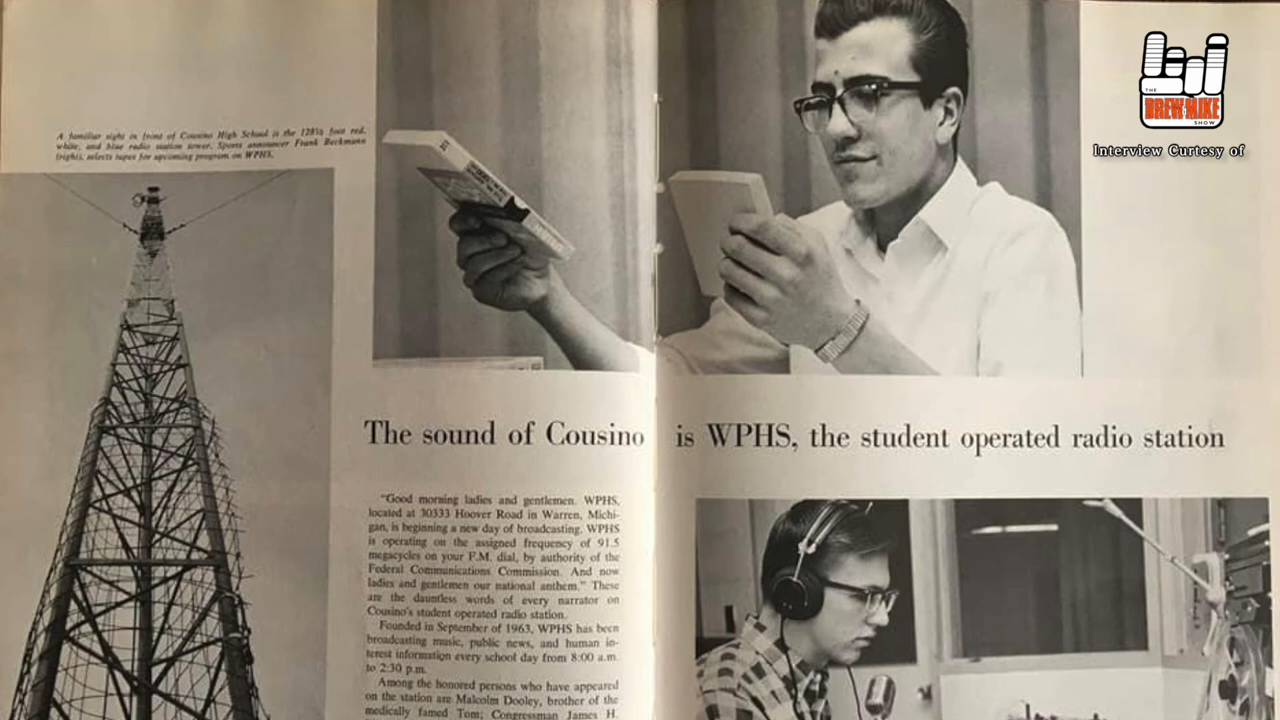 A familiar sight in front of Cousino High School is the 128½ foot red,
white, and blue radio station tower. Sports announcer Frank Beckmann
(right), selects tapes for upcoming program on WPHS.
THE
DREW MIKE
SHOW
Interview Curtesy of
The sound of Cousino is WPHS, the student operated radio station
"Good morning ladies and gentlemen. WPHS,
located at 30333 Hoover Road in Warren, Michi-
gan, is beginning a new day of broadcasting. WPHS
is operating on the assigned frequency of 91.5
megacycles on your F.M. dial, by authority of the
Federal Communications Commission. And now
ladies and gentlemen our national anthem." These
are the dauntless words of every narrator on
Cousino's student operated radio station.
Founded in September of 1963, WPHS has been
broadcasting music, public news, and human in-
terest information every school day from 8:00 a.m.
to 2:30 p.m.
Among the honored persons who have appeared
on the station are Malcolm Dooley, brother of the
medically famed Tom; Congressman James H.